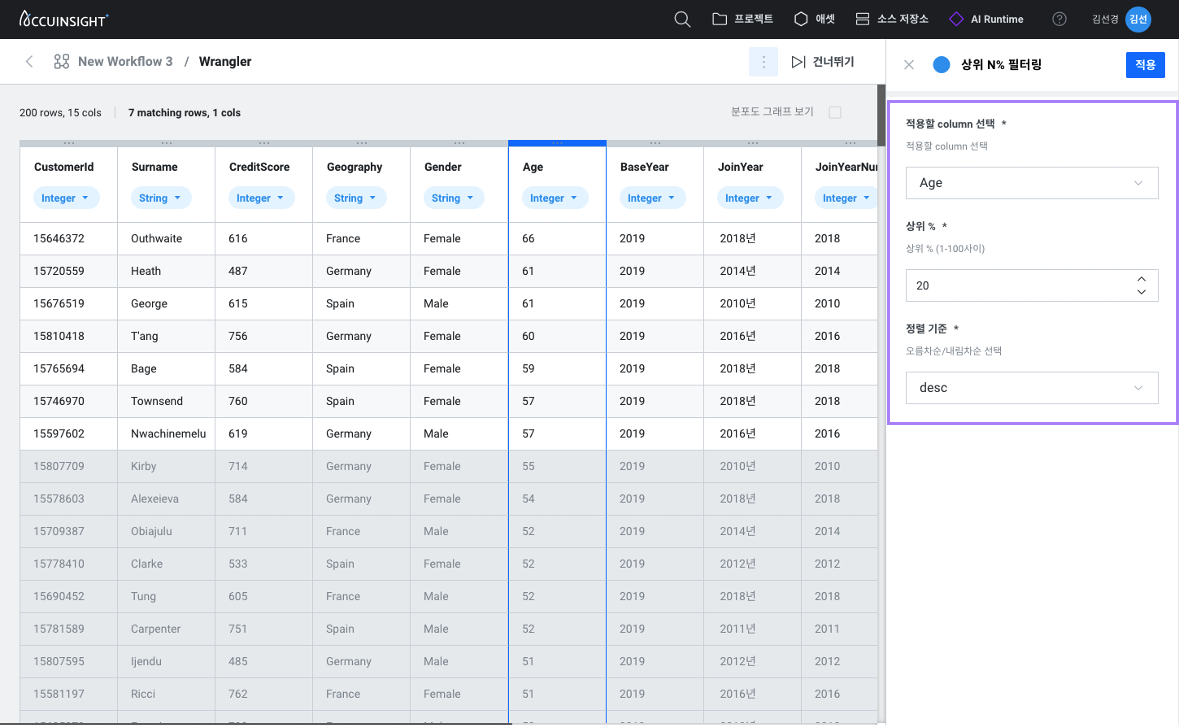 ACCUINSIGHT+
프로젝트 애셋 소스 저장소 AI Runtime ? 김선경 김선
New Workflow 3 / Wrangler 건너뛰기
200 rows, 15 cols 7 matching rows, 1 cols 분포도 그래프 보기
CustomerId Surname CreditScore Geography Gender Age BaseYear JoinYear JoinYearNu
Integer String Integer String String Integer Integer Integer Integer
15646372 Outhwaite 616 France Female 66 2019 2018년 2018
15720559 Heath 487 Germany Female 61 2019 2014년 2014
15676519 George 615 Spain Male 61 2019 2010년 2010
15810418 T'ang 756 Germany Female 60 2019 2016년 2016
15765694 Bage 584 Spain Female 59 2019 2018년 2018
15746970 Townsend 760 Spain Female 57 2019 2018년 2018
15597602 Nwachinemelu 619 Germany Male 57 2019 2016년 2016
15807709 Kirby 714 Germany Female 55 2019 2010년 2010
15578603 Alexeieva 584 Germany Female 54 2019 2018년 2018
15709387 Obiajulu 711 France Male 52 2019 2014년 2014
15778410 Clarke 533 Spain Female 52 2019 2012년 2012
15690452 Tung 605 France Male 52 2019 2018년 2018
15781589 Carpenter 751 Spain Male 52 2019 2011년 2011
15807595 Ijendu 485 Germany Male 51 2019 2012년 2012
15581197 Ricci 762 France Female 51 2019 2016년 2016
상위 N% 필터링 적용
적용할 column 선택 *
적용할 column 선택
Age
상위 % *
상위 % (1-100사이)
20
정렬 기준 *
오름차순/내림차순 선택
desc